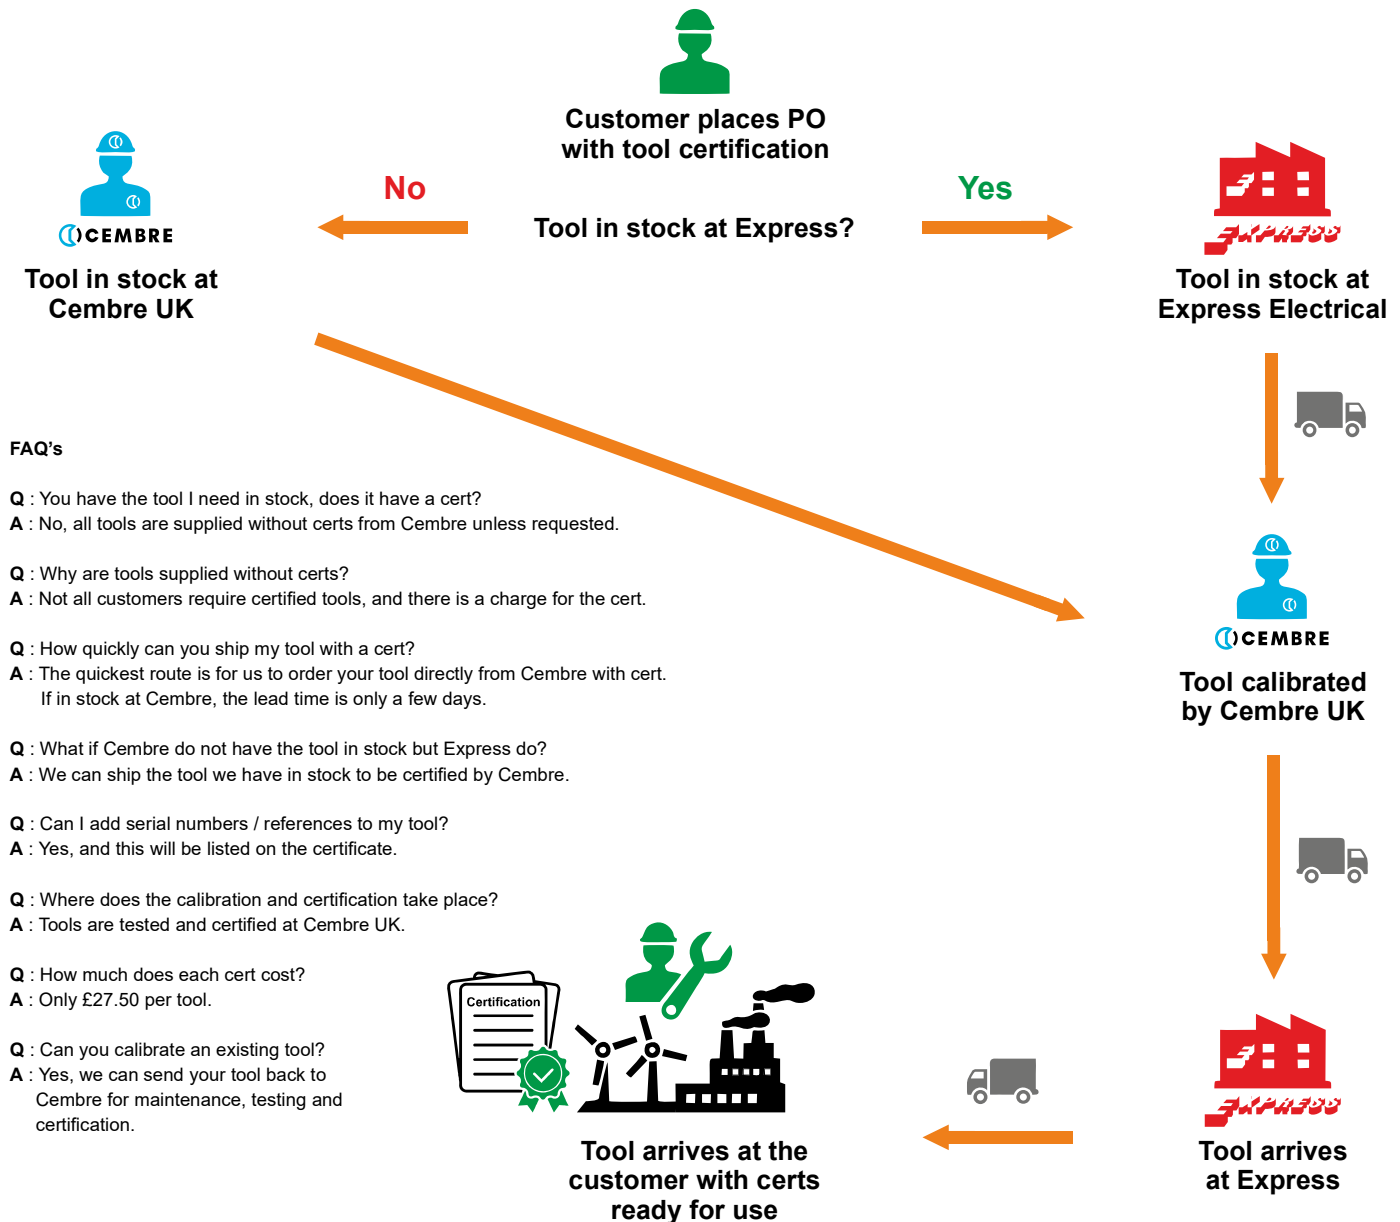 Customer places PO
with tool certification
No
Yes
Tool in stock at Express?
CEMBRE
EXPRESS
Tool in stock at
Cembre UK
Tool in stock at
Express Electrical
FAQ's
Q : You have the tool I need in stock, does it have a cert?
A : No, all tools are supplied without certs from Cembre unless requested.
Q : Why are tools supplied without certs?
A : Not all customers require certified tools, and there is a charge for the cert.
Q : How quickly can you ship my tool with a cert?
A : The quickest route is for us to order your tool directly from Cembre with cert.
If in stock at Cembre, the lead time is only a few days.
Q : What if Cembre do not have the tool in stock but Express do?
A : We can ship the tool we have in stock to be certified by Cembre.
Q : Can I add serial numbers / references to my tool?
A : Yes, and this will be listed on the certificate.
Q : Where does the calibration and certification take place?
A : Tools are tested and certified at Cembre UK.
Q : How much does each cert cost?
A : Only £27.50 per tool.
Q : Can you calibrate an existing tool?
A : Yes, we can send your tool back to
Cembre for maintenance, testing and
certification.
CEMBRE
Tool calibrated
by Cembre UK
EXPRESS
Tool arrives
at Express
Certification
Tool arrives at the
customer with certs
ready for use